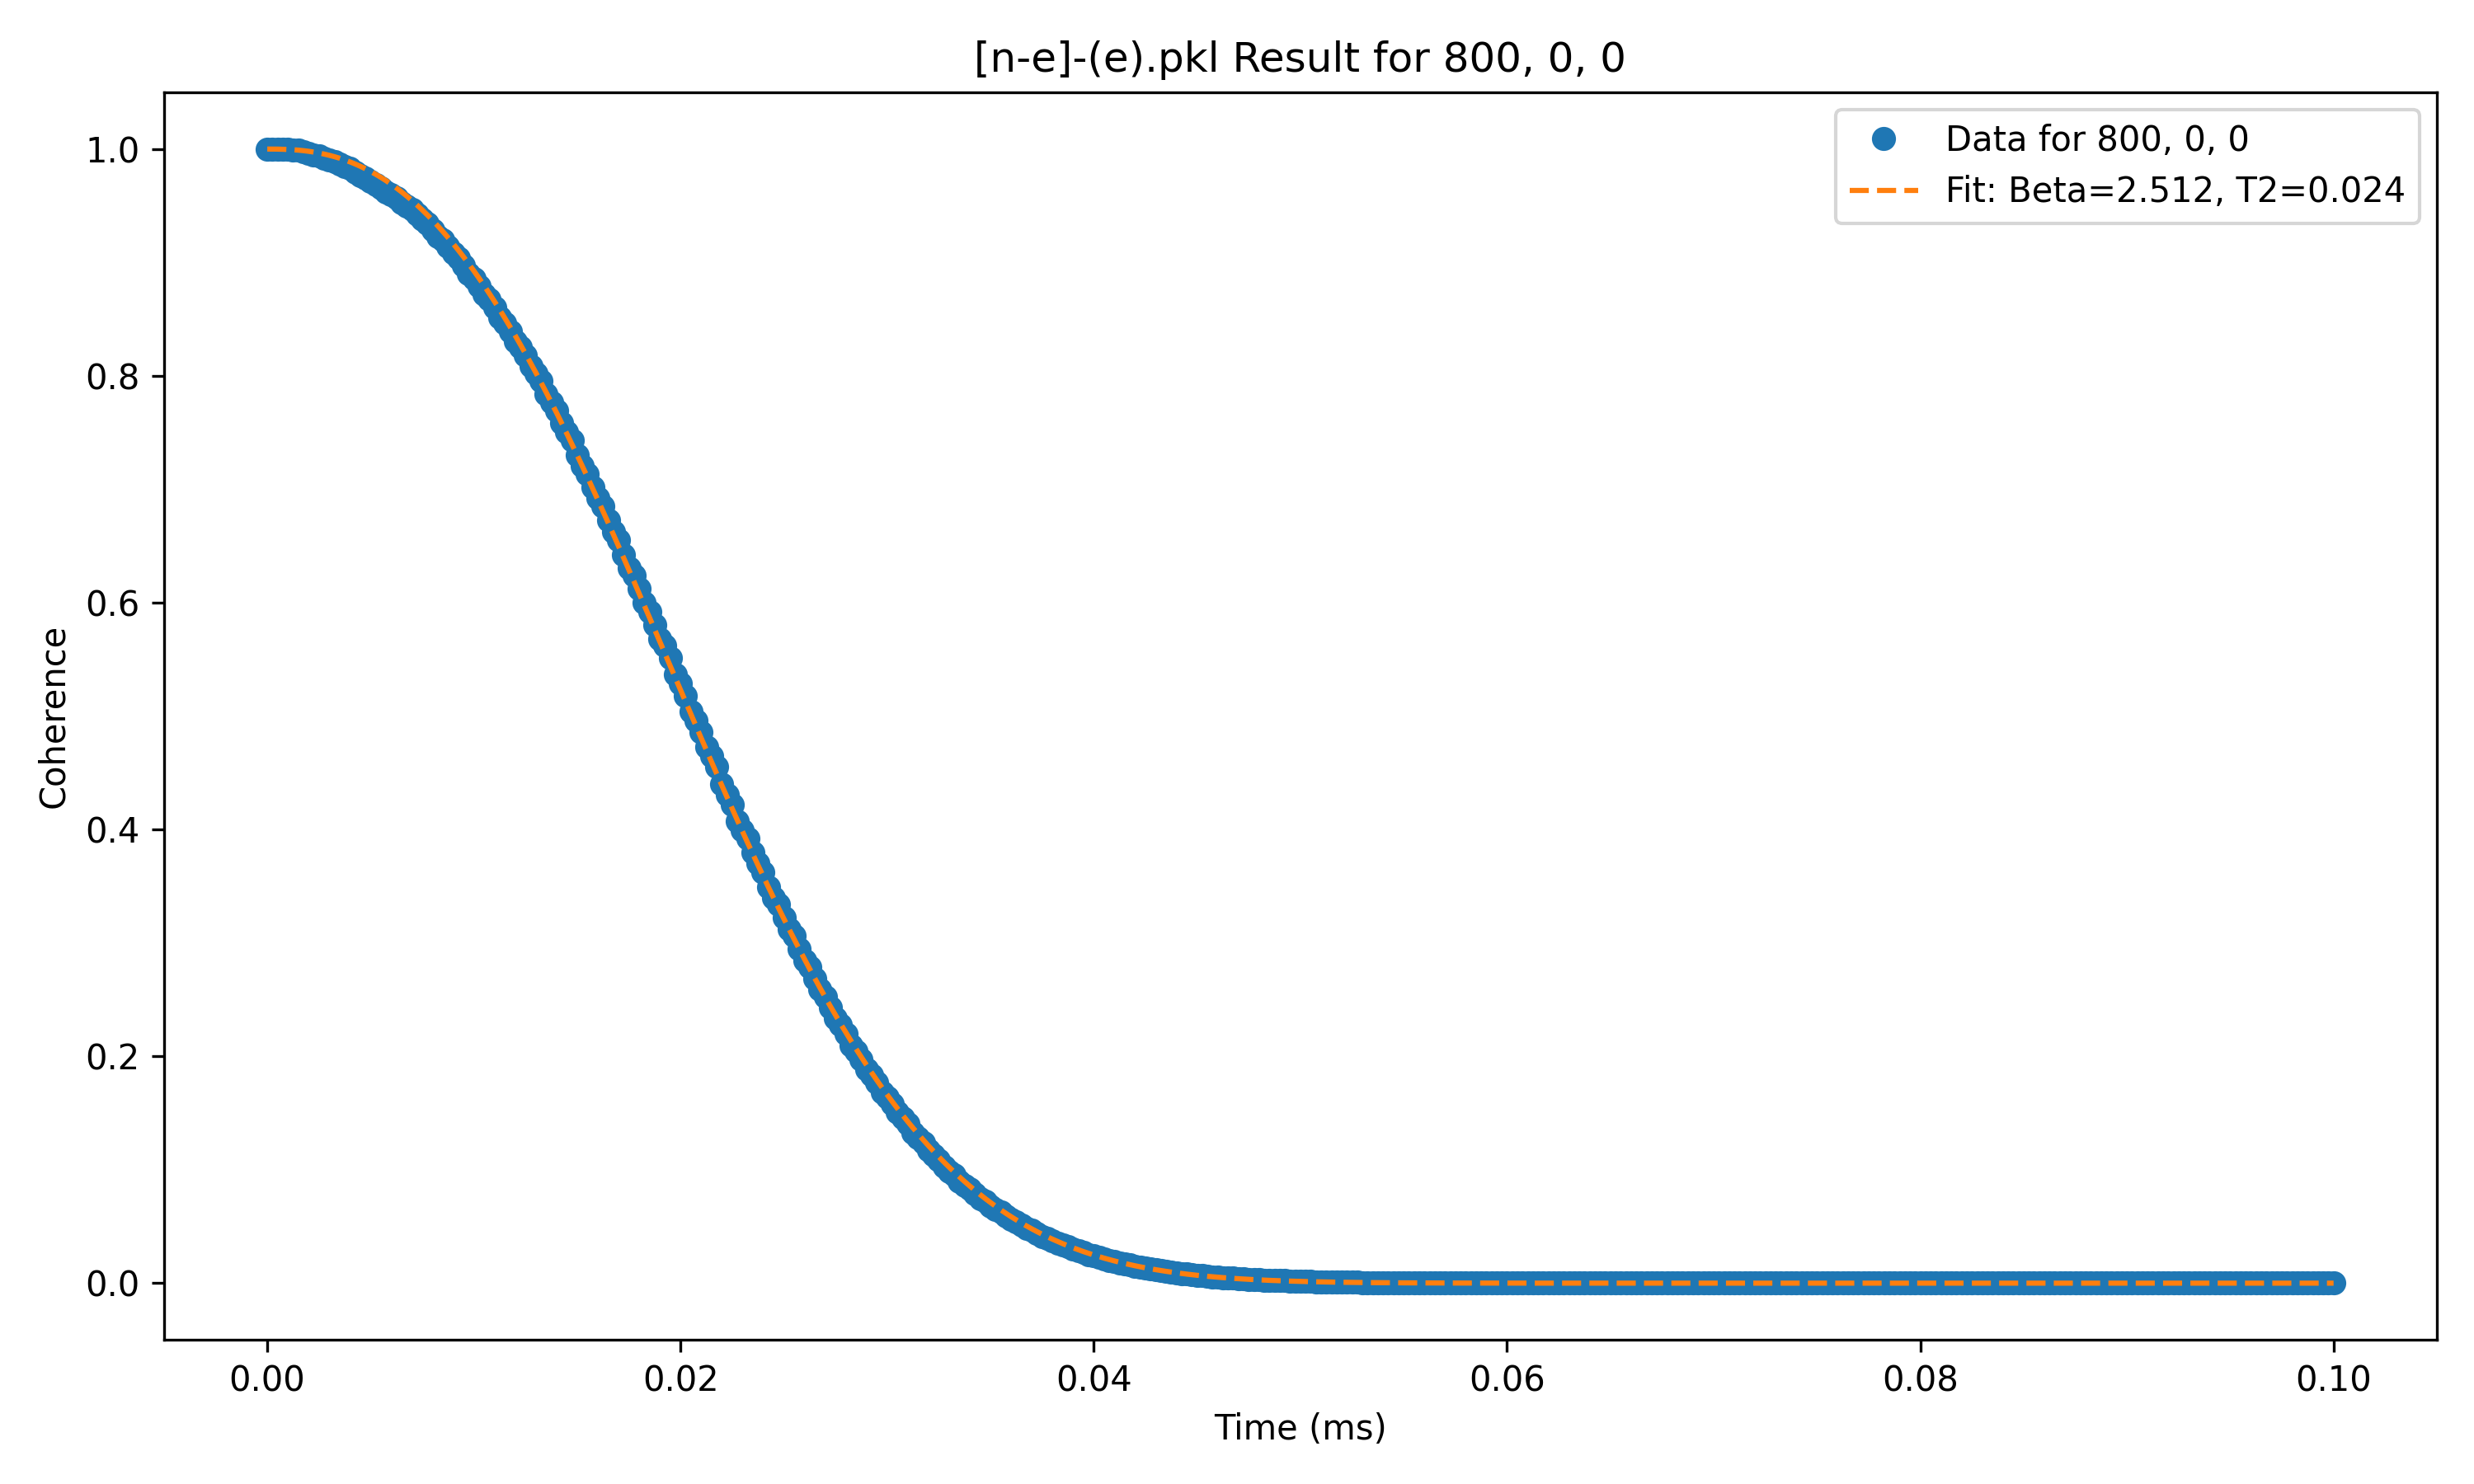 [n-e]-(e).pkl Result for 800, 0, 0
Data for 800, 0, 0
Fit: Beta=2.512, T2=0.024
Coherence
1.0
0.8
0.6
0.4
0.2
0.0
0.00 0.02 0.04 0.06 0.08 0.10
Time (ms)